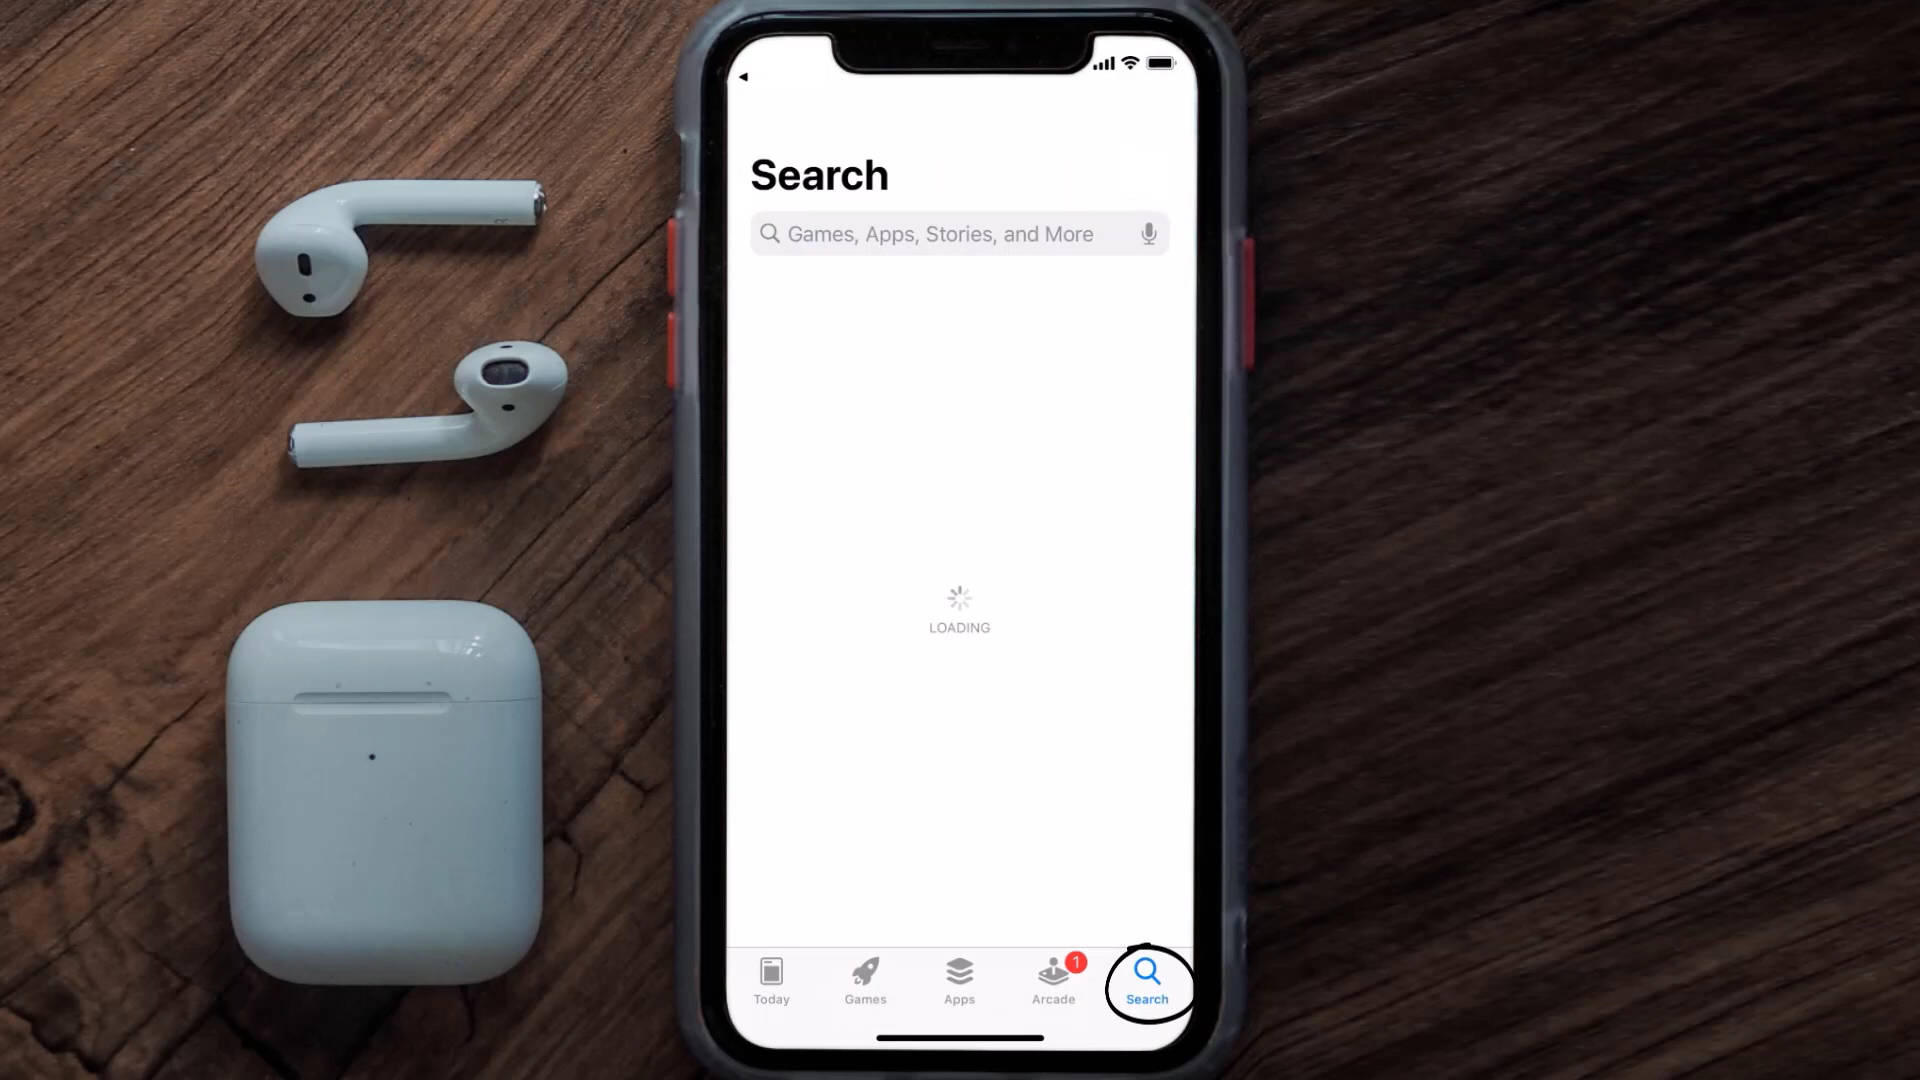 Search
Games, Apps, Stories, and More
LOADING
1
Today
Games
Apps
Arcade
Search